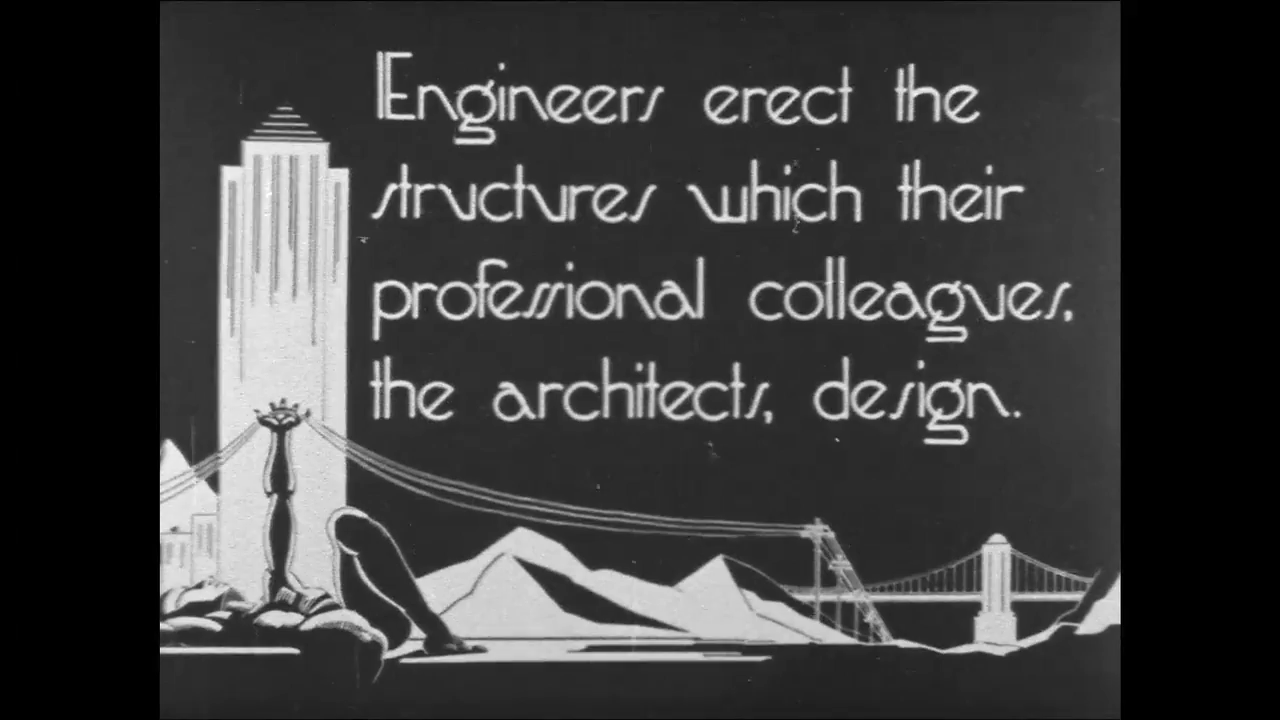 Engineers erect the
structures which their
professional colleagues,
the architects, design.